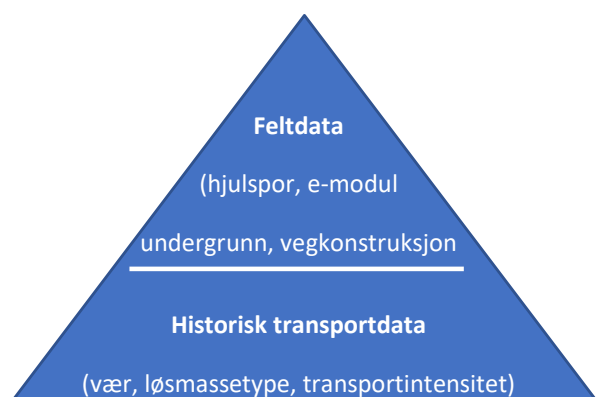 Feltdata
(hjulspor, e-modul
undergrunn, vegkonstruksjon
Historisk transportdata
(vær, løsmassetype, transportintensitet)